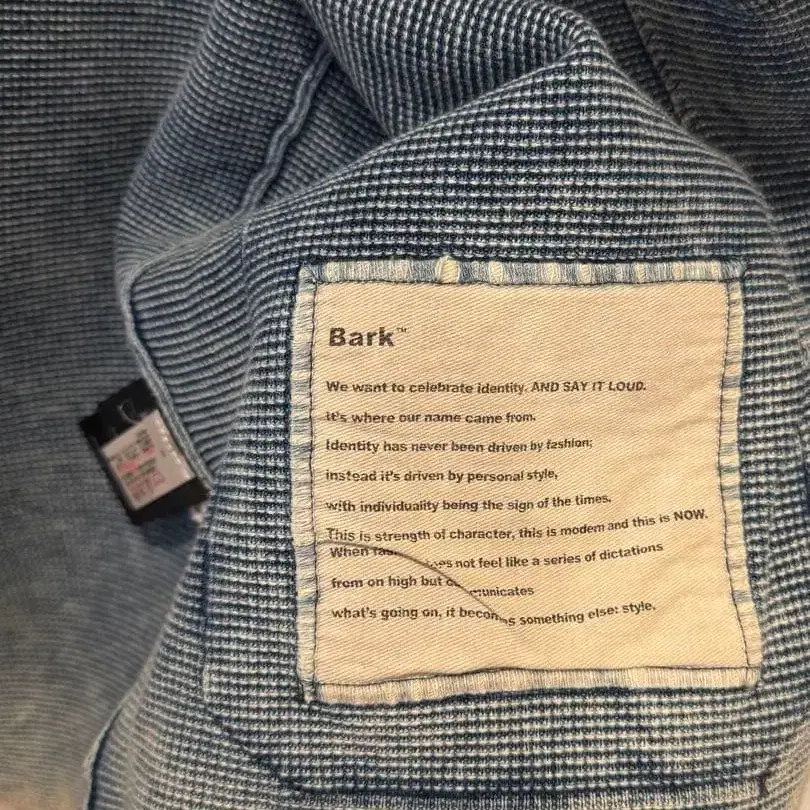 Bark™
We want to celebrate identity. AND SAY IT LOUD.
it's where our name came from.
Identity has never been driven by fashion;
instead it's driven by personal style,
with individuality being the sign of the times.
This is strength of character, this is modern and this is NOW.
When not feel like a series of dictations
from on high but
what's going on, it something else: style.